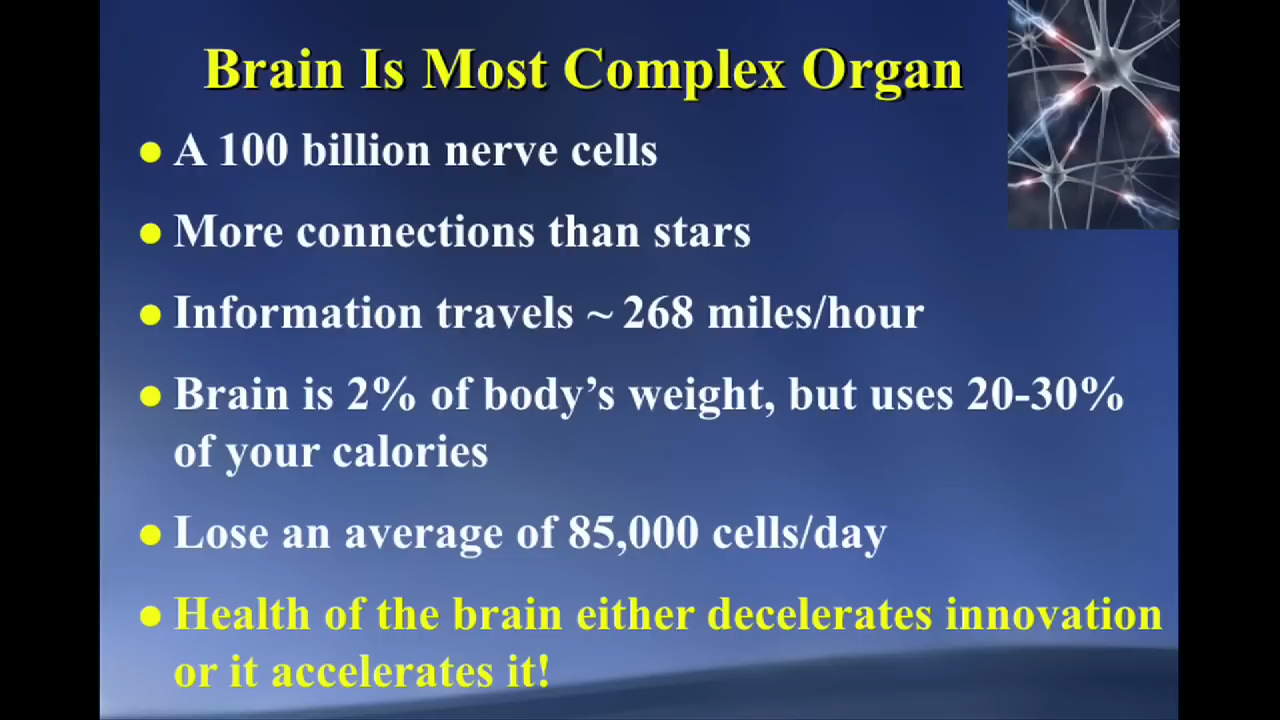 Brain Is Most Complex Organ
● A 100 billion nerve cells
● More connections than stars
● Information travels ~ 268 miles/hour
● Brain is 2% of body’s weight, but uses 20-30%
of your calories
● Lose an average of 85,000 cells/day
● Health of the brain either decelerates innovation
or it accelerates it!